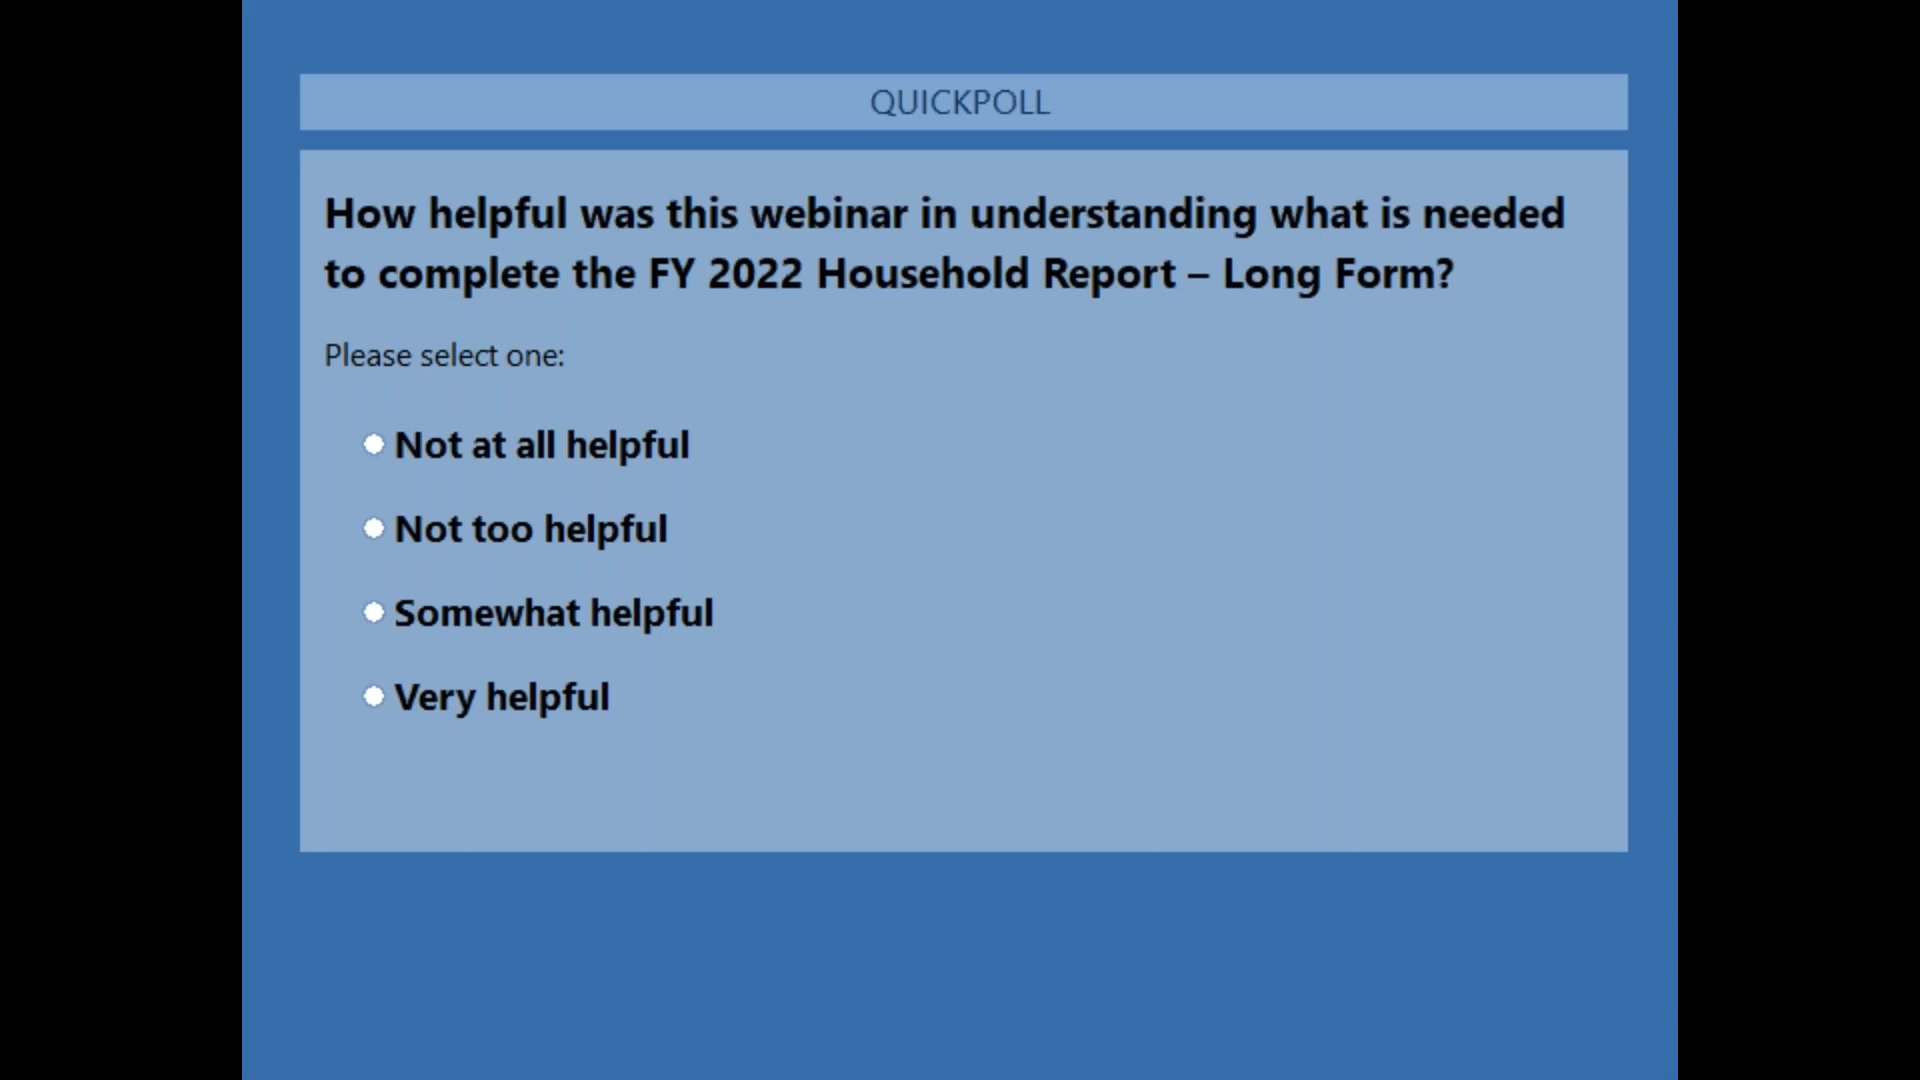 QUICKPOLL
How helpful was this webinar in understanding what is needed
to complete the FY 2022 Household Report – Long Form?
Please select one:
Not at all helpful
Not too helpful
Somewhat helpful
Very helpful